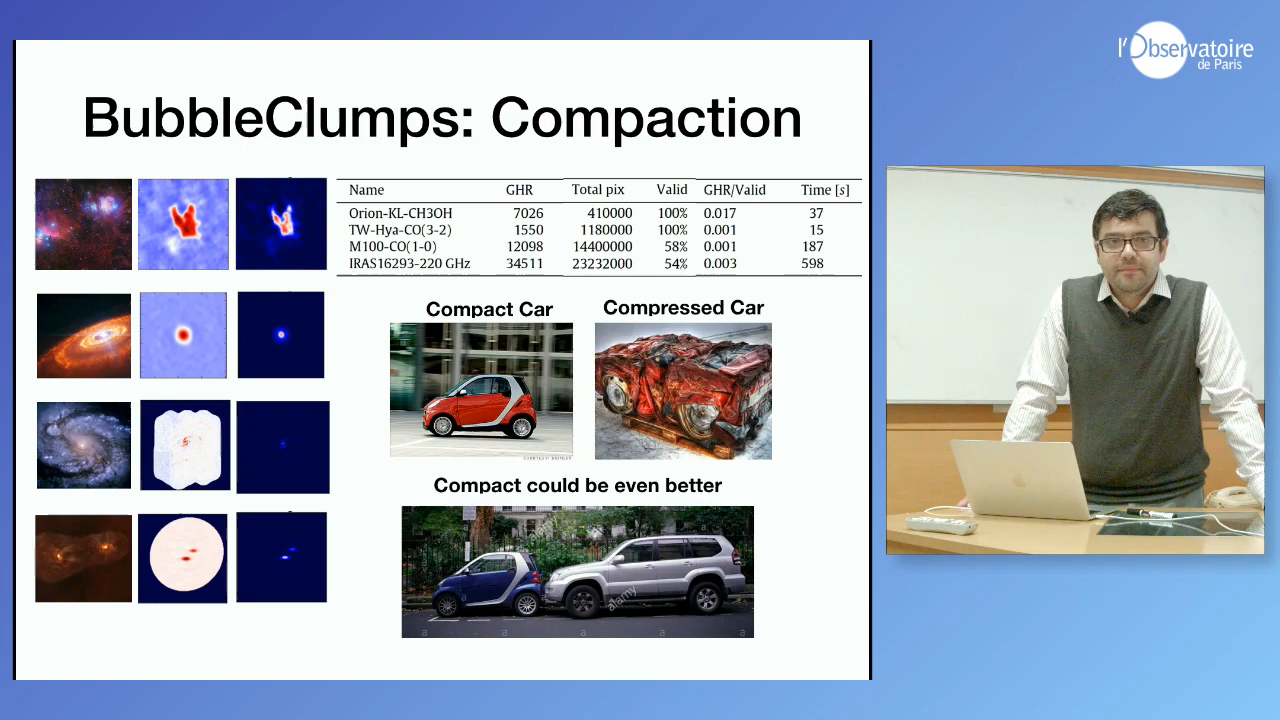 l'Observatoire
de Paris
BubbleClumps: Compaction
Name GHR Total pix Valid GHR/Valid Time [s]
Orion-KL-CH3OH 7026 410000 100% 0.017 37
TW-Hya-CO(3-2) 1550 1180000 100% 0.001 15
M100-CO(1-0) 12098 14400000 58% 0.001 187
IRAS16293-220 GHz 34511 23232000 54% 0.003 598
Compact Car
Compressed Car
Compact could be even better
alamy
a a a a a